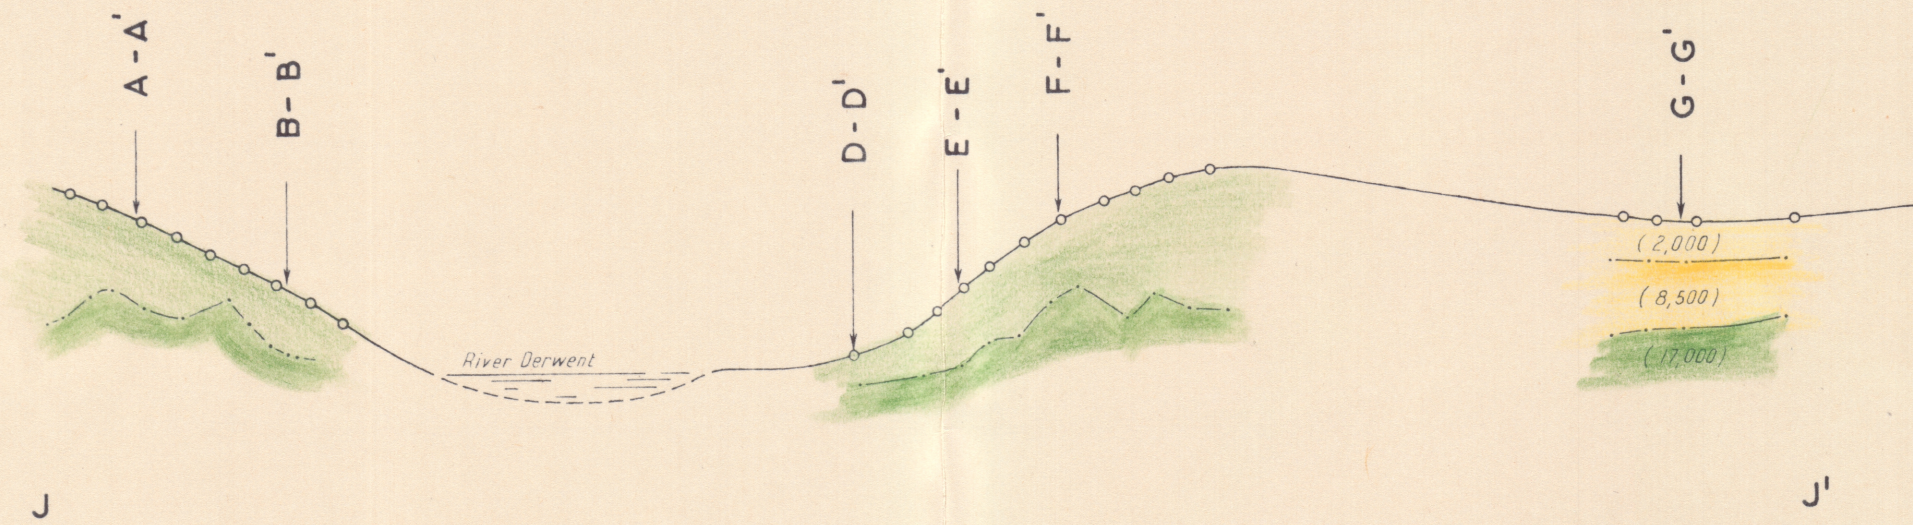 A - A'
B - B'
D - D'
E - E'
F - F'
G - G'
River Derwent
(2,000)
(8,500)
(17,000)
J
J'